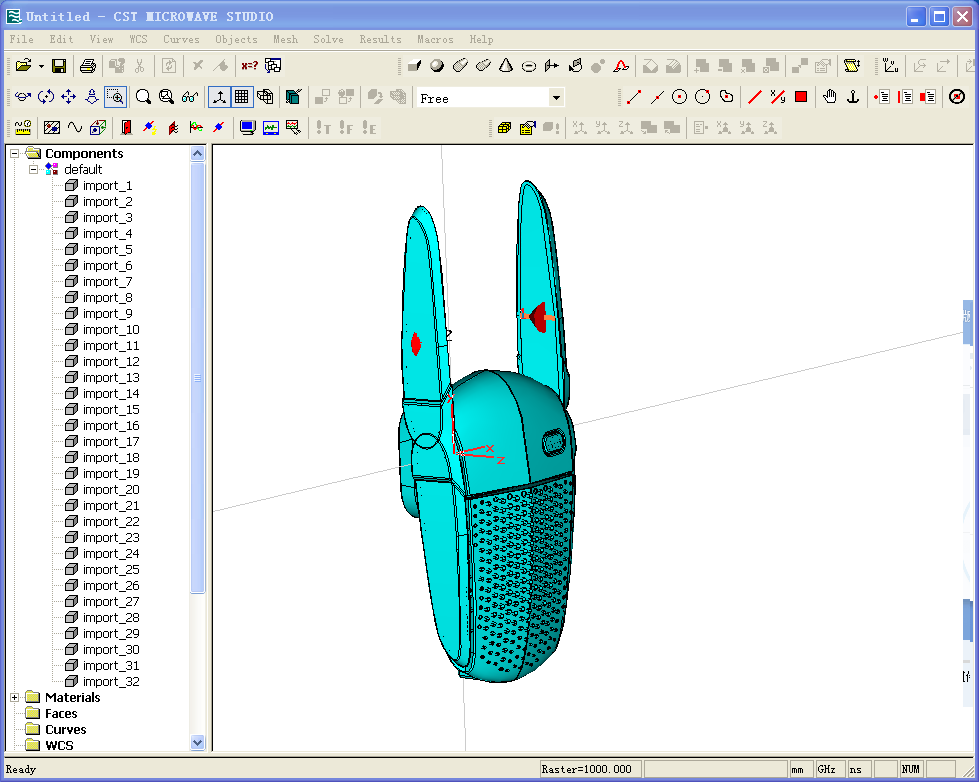 Untitled - CST MICROWAVE STUDIO
File Edit View WCS Curves Objects Mesh Solve Results Macros Help
x=?
Free
x/y
!T !F !E
Components
default
import_1
import_2
import_3
import_4
import_5
import_6
import_7
import_8
import_9
import_10
import_11
import_12
import_13
import_14
import_15
import_16
import_17
import_18
import_19
import_20
import_21
import_22
import_23
import_24
import_25
import_26
import_27
import_28
import_29
import_30
import_31
import_32
Materials
Faces
Curves
WCS
Z
X
Z
Ready
Raster=1000.000
mm
GHz
ns
NUM